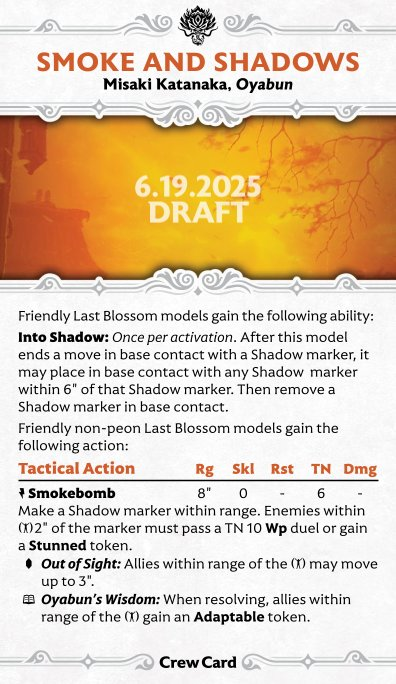 SMOKE AND SHADOWS
Misaki Katanaka, Oyabun
6.19.2025
DRAFT
Friendly Last Blossom models gain the following ability:
Into Shadow: Once per activation. After this model
ends a move in base contact with a Shadow marker, it
may place in base contact with any Shadow marker
within 6" of that Shadow marker. Then remove a
Shadow marker in base contact.
Friendly non-peon Last Blossom models gain the
following action:
Tactical Action Rg Skl Rst TN Dmg
Smokebomb 8" 0 - 6 -
Make a Shadow marker within range. Enemies within
2" of the marker must pass a TN 10 Wp duel or gain
a Stunned token.
Out of Sight: Allies within range of the may move
up to 3".
Oyabun's Wisdom: When resolving, allies within
range of the gain an Adaptable token.
Crew Card